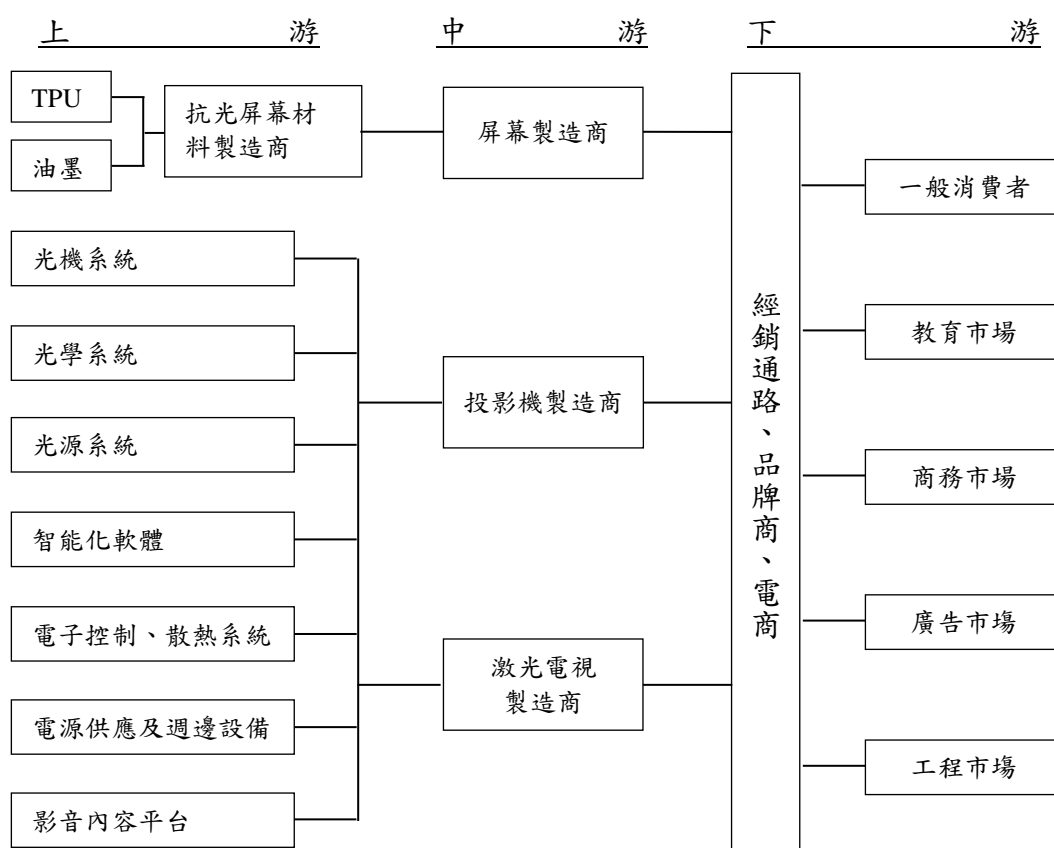 上游
中游
下游
TPU
油墨
抗光屏幕材
料製造商
屏幕製造商
光機系統
光學系統
光源系統
智能化軟體
電子控制、散熱系統
電源供應及週邊設備
影音內容平台
投影機製造商
激光電視
製造商
經銷通路、品牌商、電商
一般消費者
教育市場
商務市場
廣告市場
工程市場